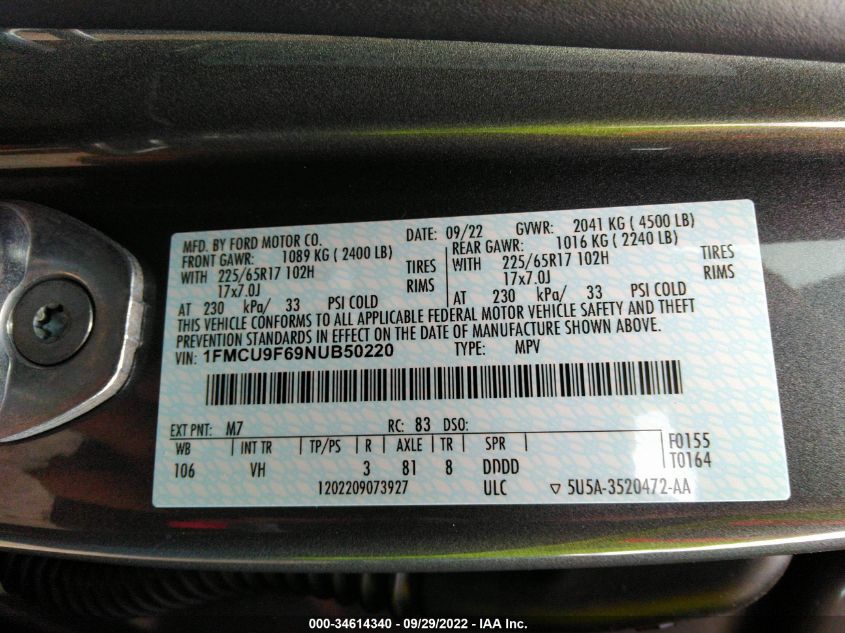 MFD. BY FORD MOTOR CO. DATE: 09/22 GVWR: 2041 KG ( 4500 LB)
FRONT GAWR: 1089 KG ( 2400 LB) REAR GAWR: 1016 KG ( 2240 LB)
WITH 225/65R17 102H TIRES WITH 225/65R17 102H TIRES
17x7.0J RIMS 17x7.0J RIMS
AT 230 kPa/ 33 PSI COLD AT 230 kPa/ 33 PSI COLD
THIS VEHICLE CONFORMS TO ALL APPLICABLE FEDERAL MOTOR VEHICLE SAFETY AND THEFT
PREVENTION STANDARDS IN EFFECT ON THE DATE OF MANUFACTURE SHOWN ABOVE.
VIN: 1FMCU9F69NUB50220 TYPE: MPV
EXT PNT: M7 RC: 83 DSO: F0155
WB INT TR TP/PS R AXLE TR SPR T0164
106 VH 3 81 8 DDDD
1202209073927 ULC ▽ 5U5A-3520472-AA
000-34614340 - 09/29/2022 - IAA Inc.